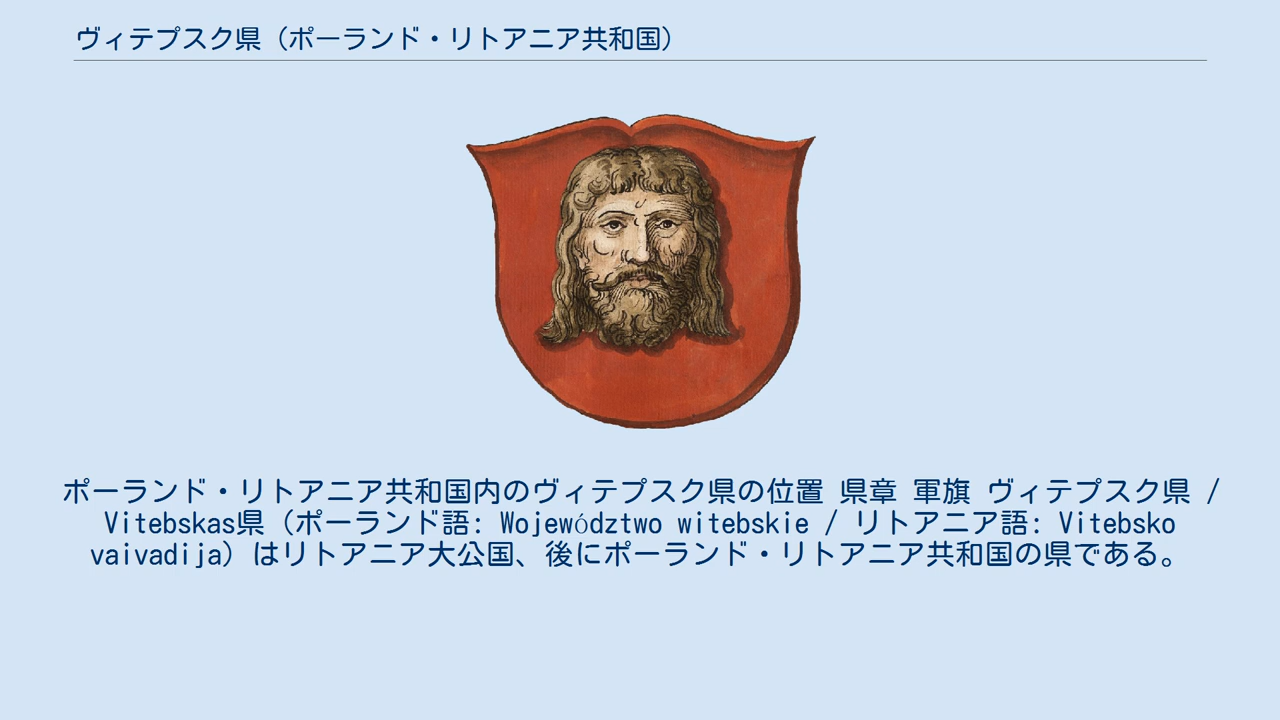 ヴィテプスク県（ポーランド・リトアニア共和国）
ポーランド・リトアニア共和国内のヴィテプスク県の位置 県章 軍旗 ヴィテプスク県 /
Vitebskas県（ポーランド語: Województwo witebskie / リトアニア語: Vitebsko
vaivadija）はリトアニア大公国、後にポーランド・リトアニア共和国の県である。